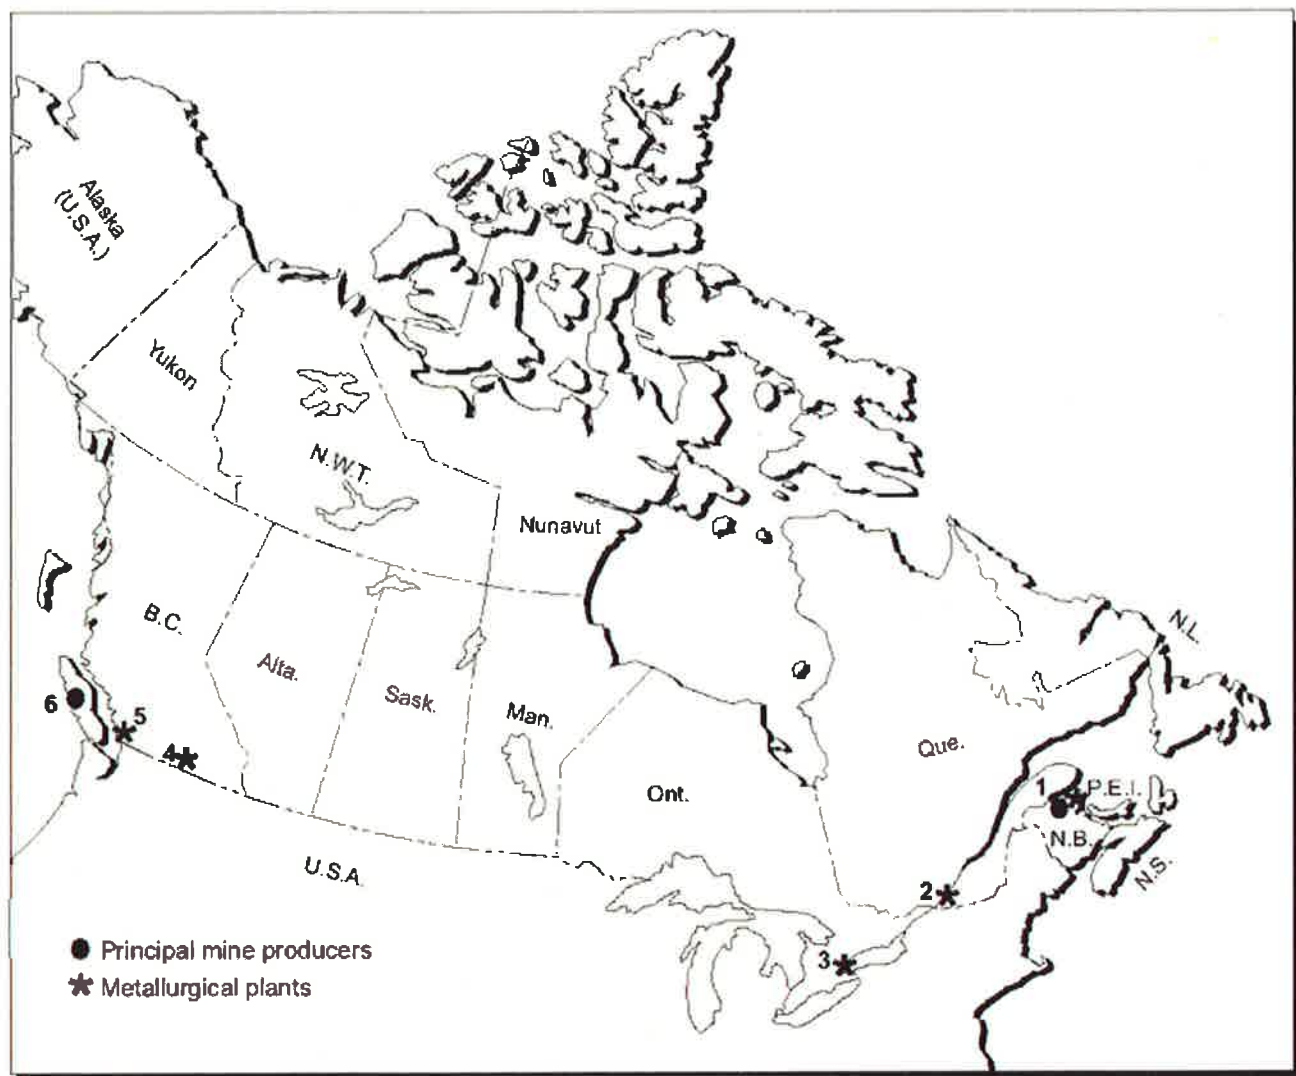 Alaska
(U.S.A.)
Yukon
N.W.T.
Nunavut
B.C.
Alta.
Sask.
Man.
Ont.
Que.
N.L.
P.E.I.
N.B.
N.S.
U.S.A.
6
5
4
1
2
3
Principal mine producers
Metallurgical plants